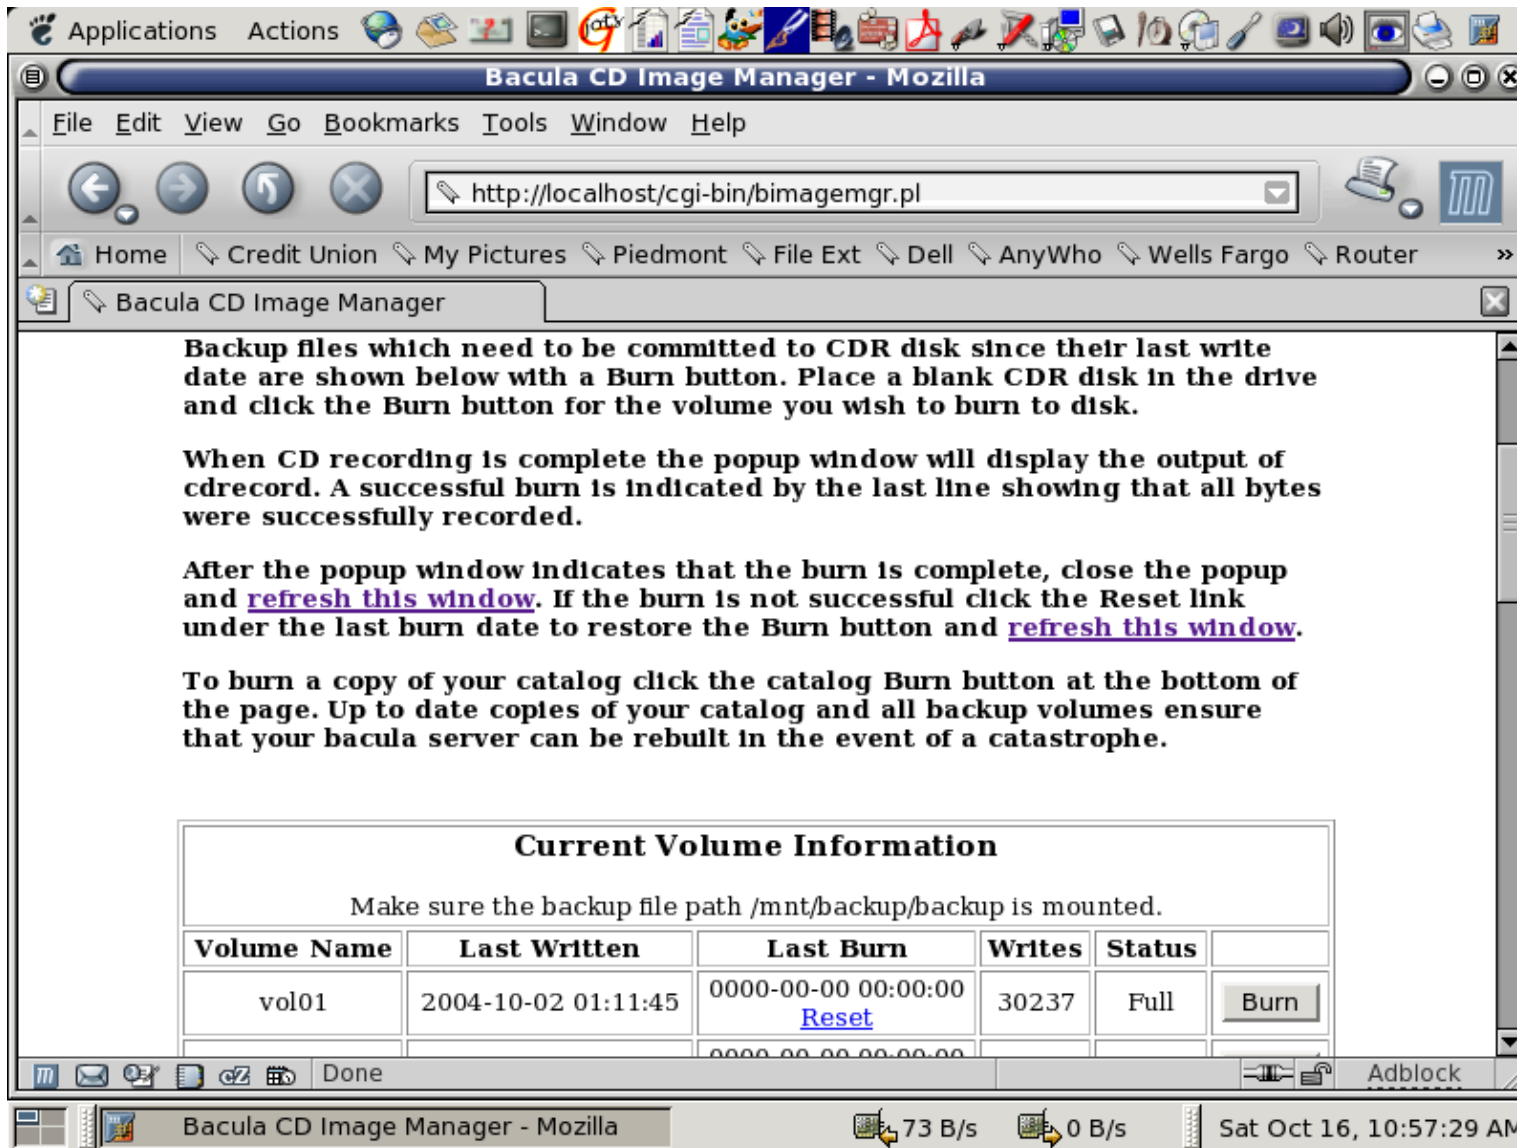 Applications Actions
Bacula CD Image Manager - Mozilla
File Edit View Go Bookmarks Tools Window Help
http://localhost/cgi-bin/bimagemgr.pl
Home Credit Union My Pictures Piedmont File Ext Dell AnyWho Wells Fargo Router »
Bacula CD Image Manager
Backup files which need to be committed to CDR disk since their last write
date are shown below with a Burn button. Place a blank CDR disk in the drive
and click the Burn button for the volume you wish to burn to disk.
When CD recording is complete the popup window will display the output of
cdrecord. A successful burn is indicated by the last line showing that all bytes
were successfully recorded.
After the popup window indicates that the burn is complete, close the popup
and refresh this window. If the burn is not successful click the Reset link
under the last burn date to restore the Burn button and refresh this window.
To burn a copy of your catalog click the catalog Burn button at the bottom of
the page. Up to date copies of your catalog and all backup volumes ensure
that your bacula server can be rebuilt in the event of a catastrophe.
Current Volume Information
Make sure the backup file path /mnt/backup/backup is mounted.
Volume Name Last Written Last Burn Writes Status
vol01 2004-10-02 01:11:45 0000-00-00 00:00:00 30237 Full Burn
Reset
0000-00-00 00:00:00
Done Adblock
Bacula CD Image Manager - Mozilla 73 B/s 0 B/s Sat Oct 16, 10:57:29 AM